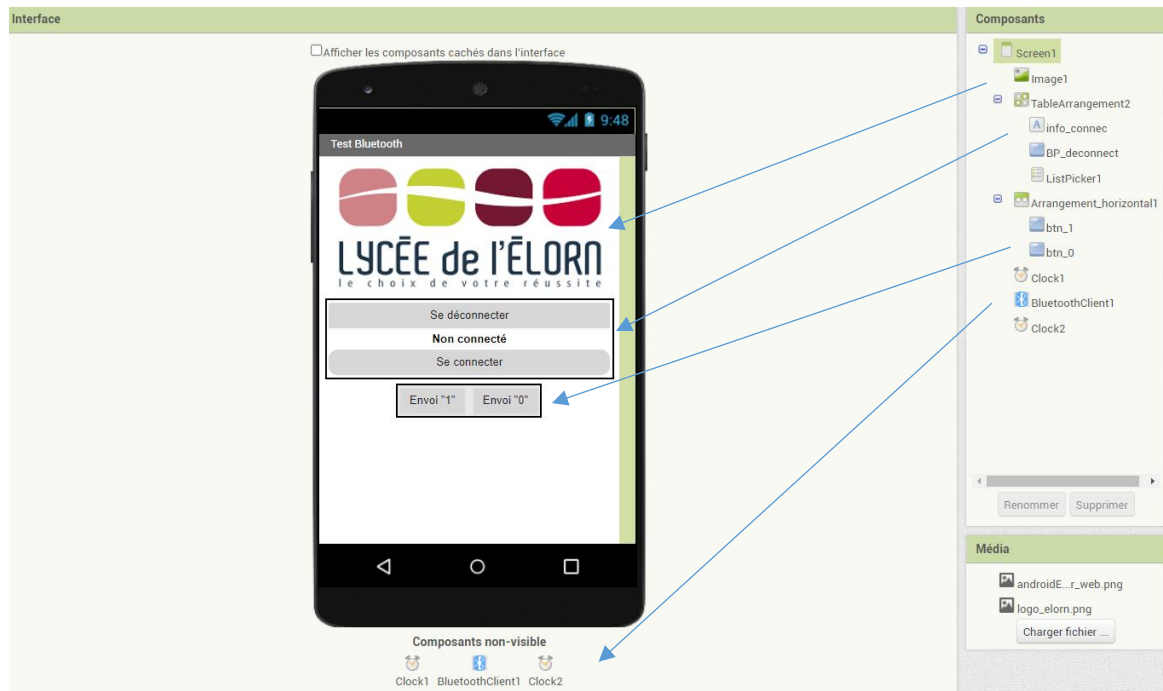 Interface
Afficher les composants cachés dans l'interface
9:48
Test Bluetooth
LYCÉE de l'ÉLORN
le choix de votre réussite
Se déconnecter
Non connecté
Se connecter
Envoi "1" Envoi "0"
Composants non-visible
Clock1 BluetoothClient1 Clock2
Composants
Screen1
Image1
TableArrangement2
A info_connec
BP_deconnect
ListPicker1
Arrangement_horizontal1
btn_1
btn_0
Clock1
BluetoothClient1
Clock2
Renommer Supprimer
Média
androidE...r_web.png
logo_elorn.png
Charger fichier ...